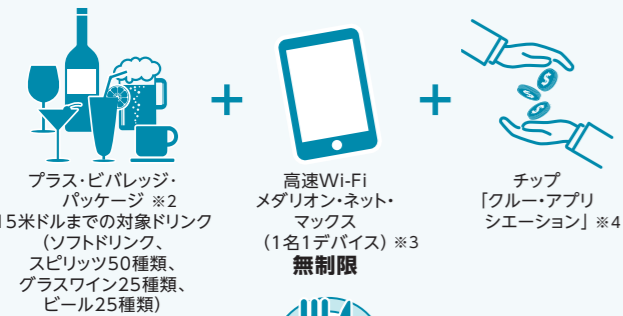 プラス・ビバレッジ・
パッケージ ※2
15米ドルまでの対象ドリンク
(ソフトドリンク、
スピリッツ50種類、
グラスワイン25種類、
ビール25種類)
高速Wi-Fi
メダリオン・ネット・
マックス
(1名1デバイス) ※3
無制限
チップ
「クルー・アプリ
シエーション」 ※4